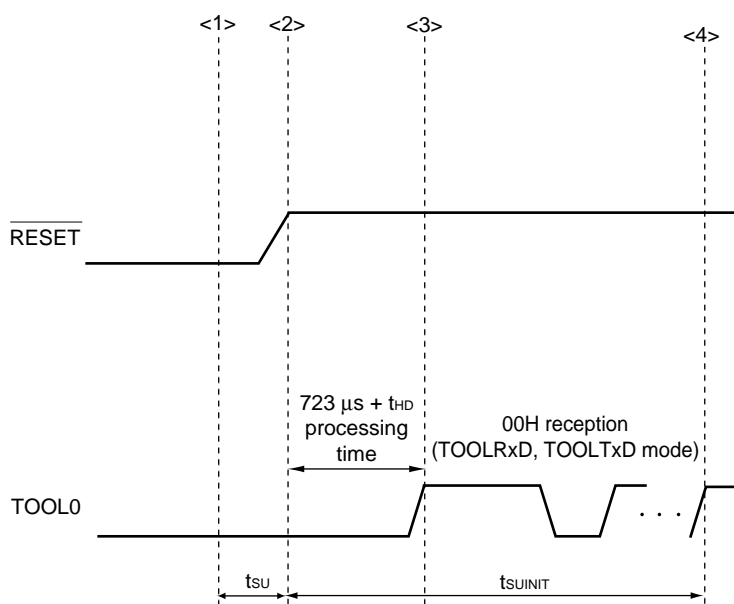 <1> <2> <3> <4>
RESET
723 μs + tHD
processing
time
00H reception
(TOOLRxD, TOOLTxD mode)
TOOL0
. . .
tSU tSUINIT